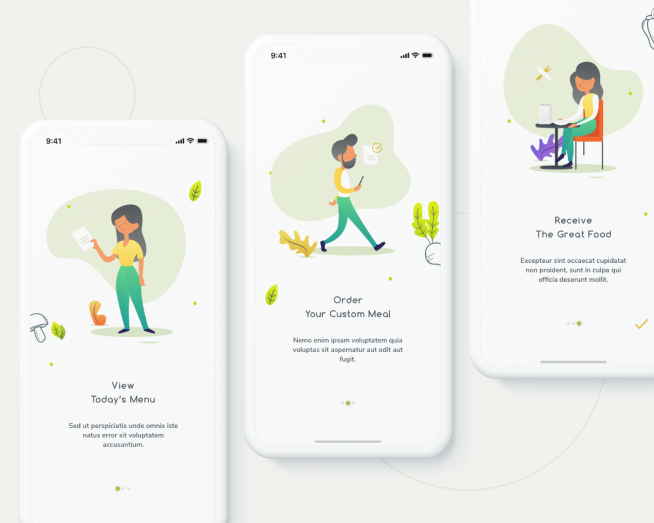 9:41
View
Today's Menu
Sed ut perspiciatis unde omnis iste
natus error sit voluptatem
accusantium.
9:41
Order
Your Custom Meal
Nemo enim ipsam voluptatem quia
voluptas sit aspernatur aut odit aut
fugit.
Receive
The Great Food
Excepteur sint occaecat cupidatat
non proident, sunt in culpa qui
officia deserunt mollit.